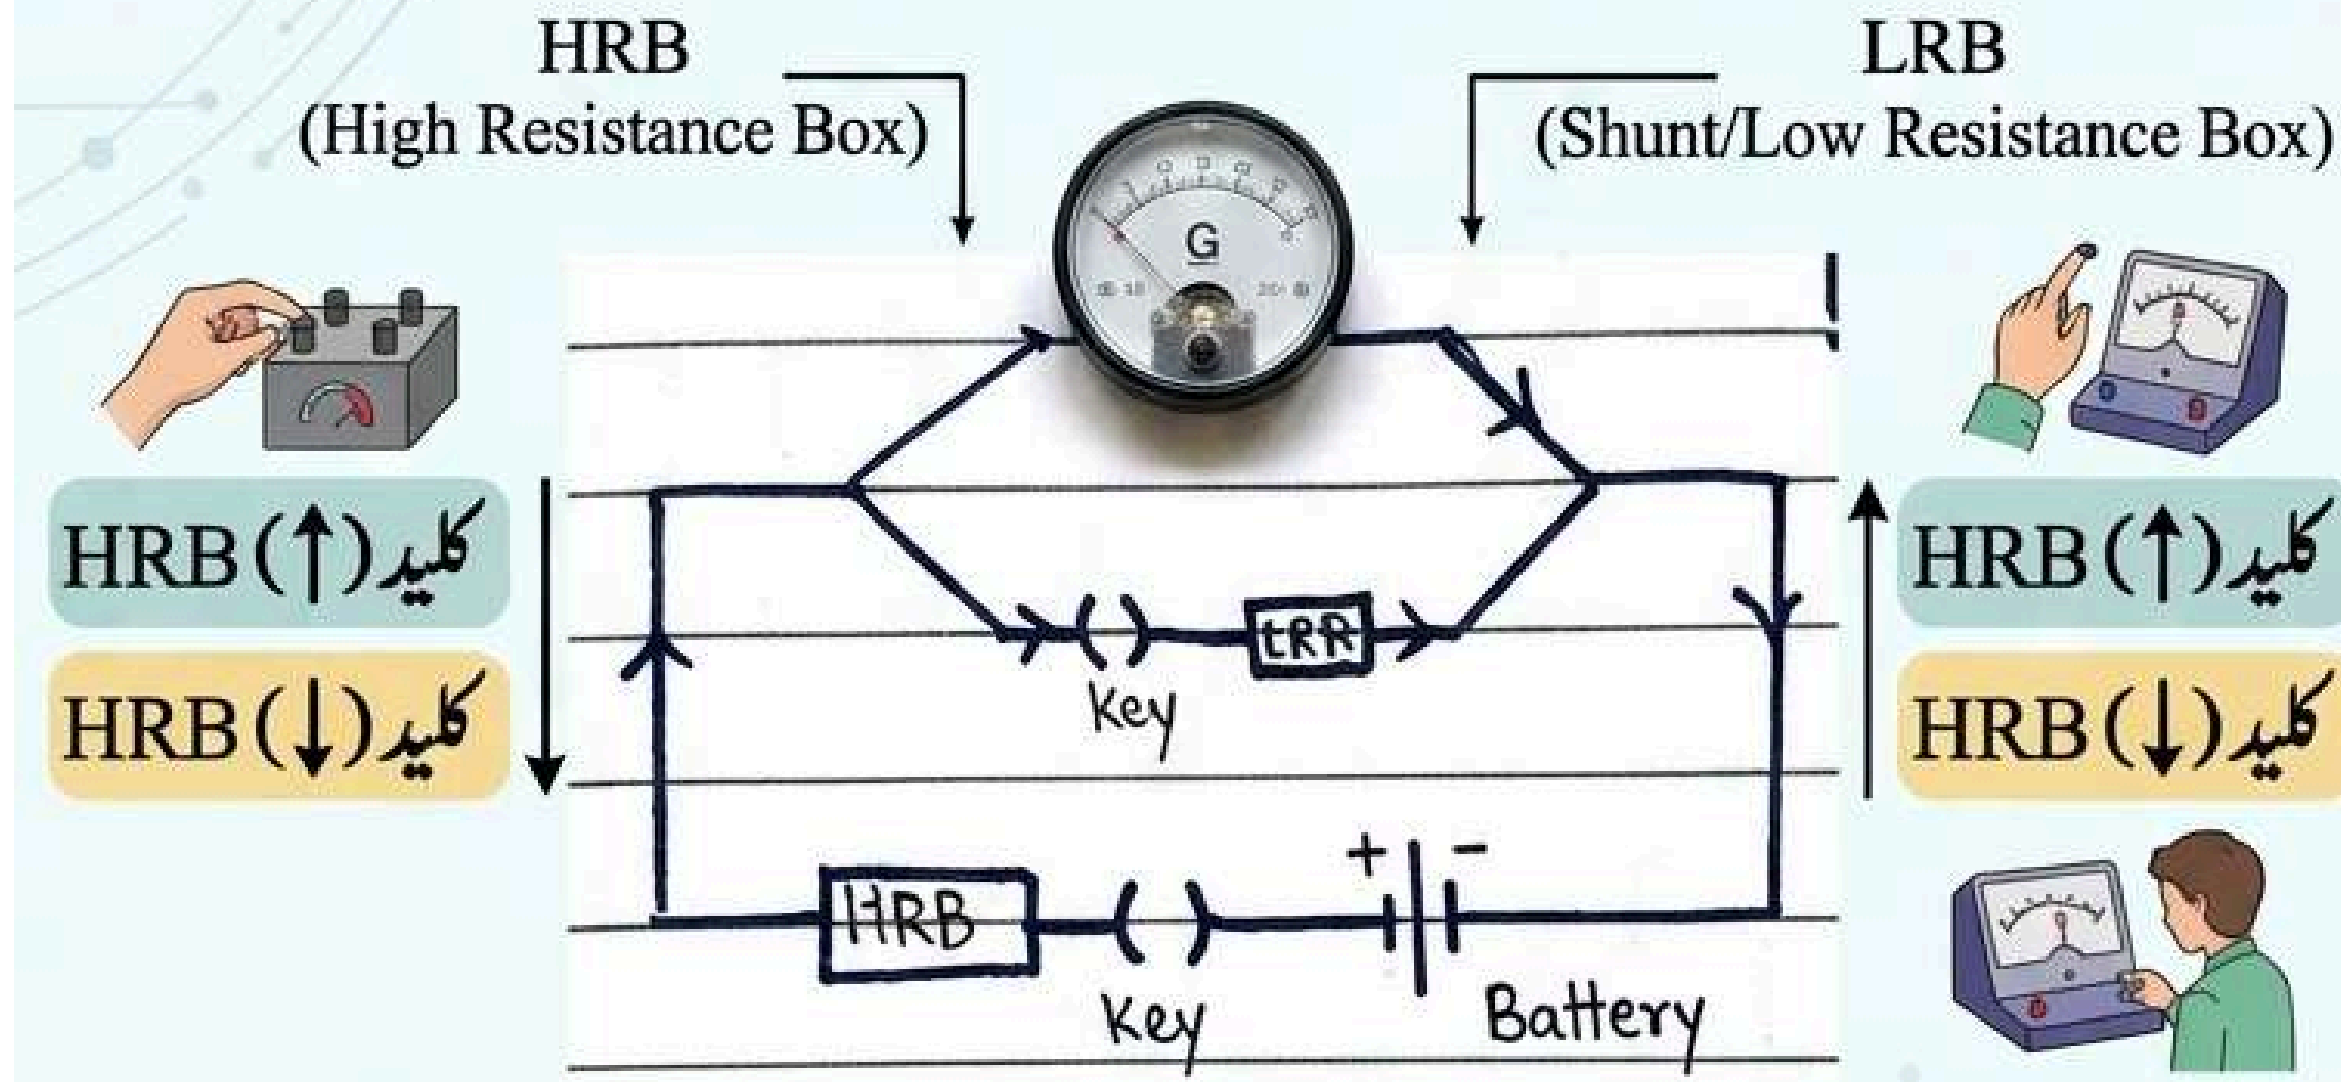 HRB
(High Resistance Box)
LRB
(Shunt/Low Resistance Box)
G
HRB(↑)کلید
HRB(↓)کلید
HRB(↑)کلید
HRB(↓)کلید
key
LRR
+ -
HRB
key
Battery